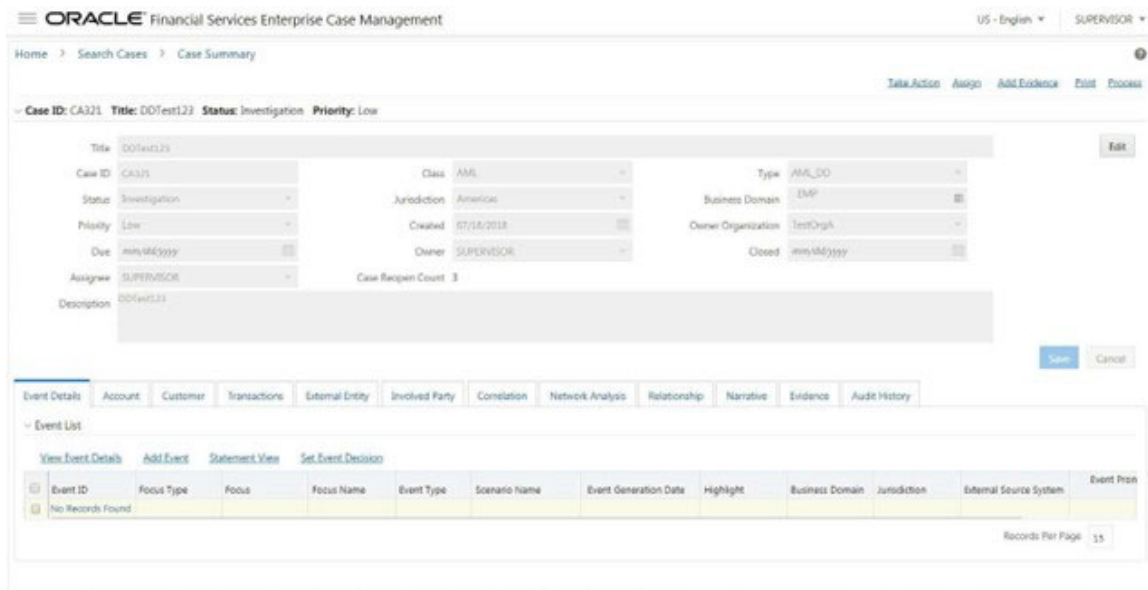 ORACLE Financial Services Enterprise Case Management US - English SUPERVISOR
Home > Search Cases > Case Summary
Take Action Assign Add Evidence Print Process
Case ID: CA321 Title: DDTest123 Status: Investigation Priority: Low
Title DDTest123 Edit
Case ID CA321 Class AML Type AML_DD
Status Investigation Jurisdiction Americas Business Domain EMP
Priority Low Created 07/18/2018 Owner Organization TestOrgA
Due mm/dd/yyyy Owner SUPERVISOR Closed mm/dd/yyyy
Assignee SUPERVISOR Case Reopen Count 3
Description DDTest123
Save Cancel
Event Details Account Customer Transactions External Entity Involved Party Correlation Network Analysis Relationship Narrative Evidence Audit History
Event List
View Event Details Add Event Statement View Set Event Decision
Event ID Focus Type Focus Focus Name Event Type Scenario Name Event Generation Date Highlight Business Domain Jurisdiction External Source System Event Prom
No Records Found
Records Per Page 15